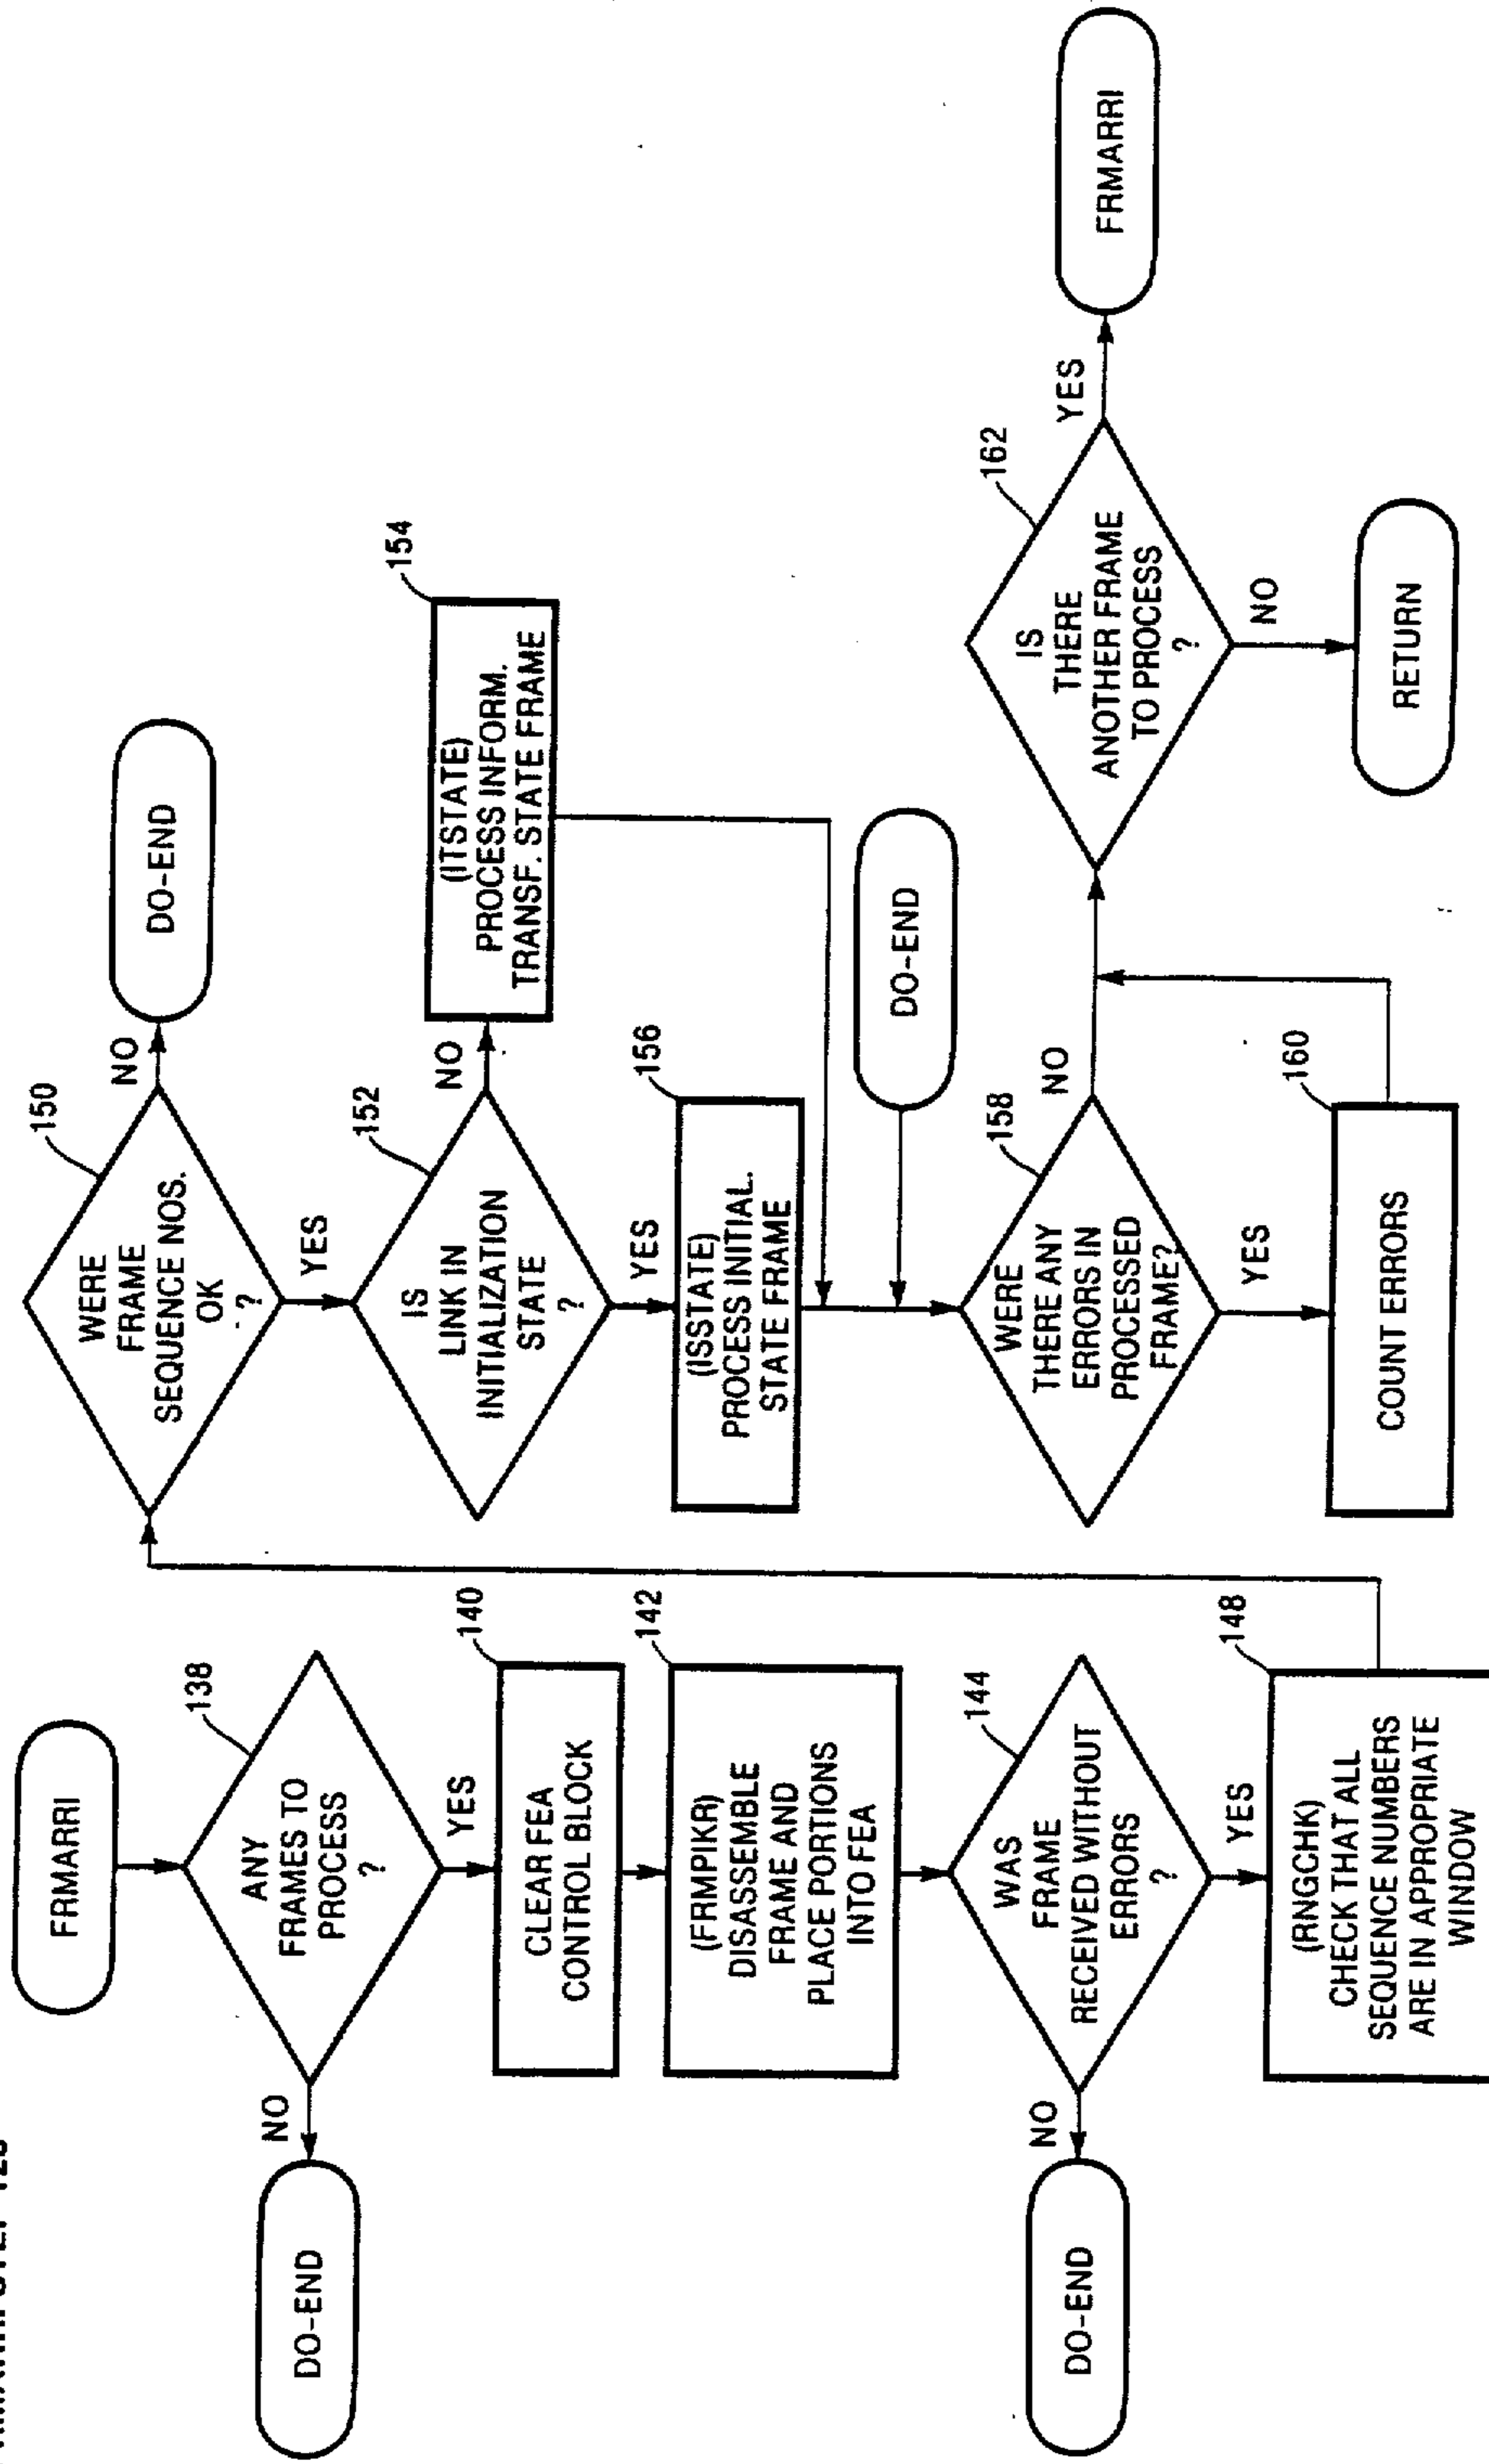 FRMARRI
ANY
FRAMES TO
PROCESS
?
138
NO
DO-END
YES
CLEAR FEA
CONTROL BLOCK
140
(FRMPIKR)
DISASSEMBLE
FRAME AND
PLACE PORTIONS
INTO FEA
142
WAS
FRAME
RECEIVED WITHOUT
ERRORS
?
144
NO
DO-END
YES
(RNGCHK)
CHECK THAT ALL
SEQUENCE NUMBERS
ARE IN APPROPRIATE
WINDOW
148
WERE
FRAME
SEQUENCE NOS.
OK
?
150
NO
DO-END
YES
IS
LINK IN
INITIALIZATION
STATE
?
152
NO
(ITSTATE)
PROCESS INFORM.
TRANSF. STATE FRAME
154
YES
(ISSTATE)
PROCESS INITIAL.
STATE FRAME
156
DO-END
WERE
THERE ANY
ERRORS IN
PROCESSED
FRAME?
158
NO
YES
COUNT ERRORS
160
IS
THERE
ANOTHER FRAME
TO PROCESS
?
162
YES
FRMARRI
NO
RETURN